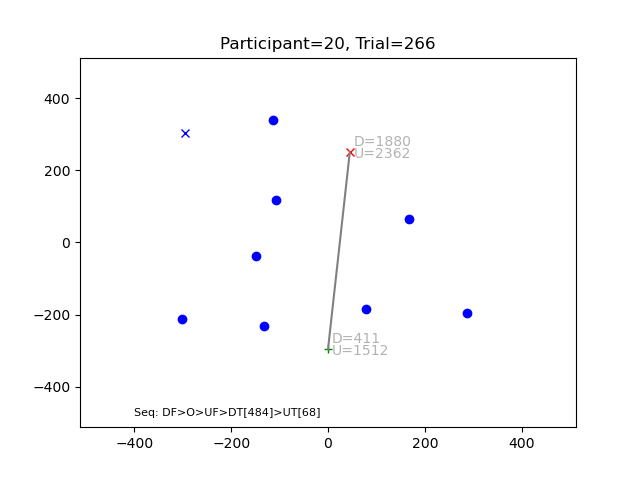 Participant=20, Trial=266
400
200
0
−200
−400
D=1880
U=2362
D=411
U=1512
Seq: DF>O>UF>DT[484]>UT[68]
−400
−200
0
200
400